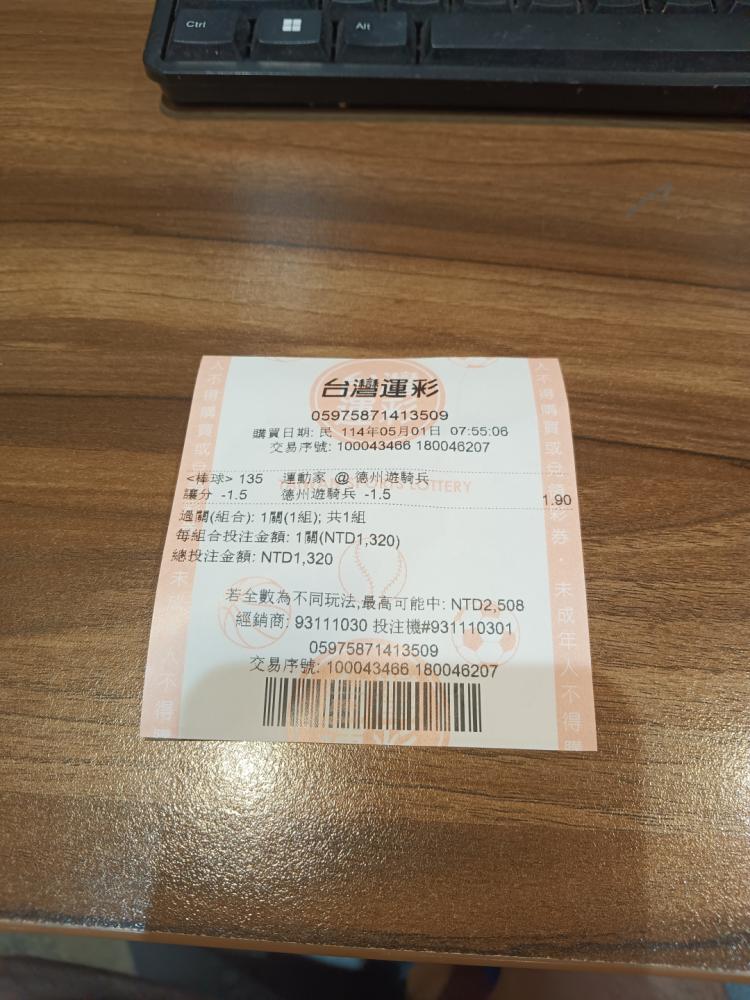 Ctrl
Alt
台灣運彩
05975871413509
購買日期: 民 114年05月01日 07:55:06
交易序號: 100043466 180046207
<棒球> 135 運動家 @ 德州遊騎兵
讓分 -1.5 德州遊騎兵 -1.5 1.90
過關(組合): 1關(1組); 共1組
每組合投注金額: 1關(NTD1,320)
總投注金額: NTD1,320
若全數為不同玩法,最高可能中: NTD2,508
經銷商: 93111030 投注機#931110301
05975871413509
交易序號: 100043466 180046207